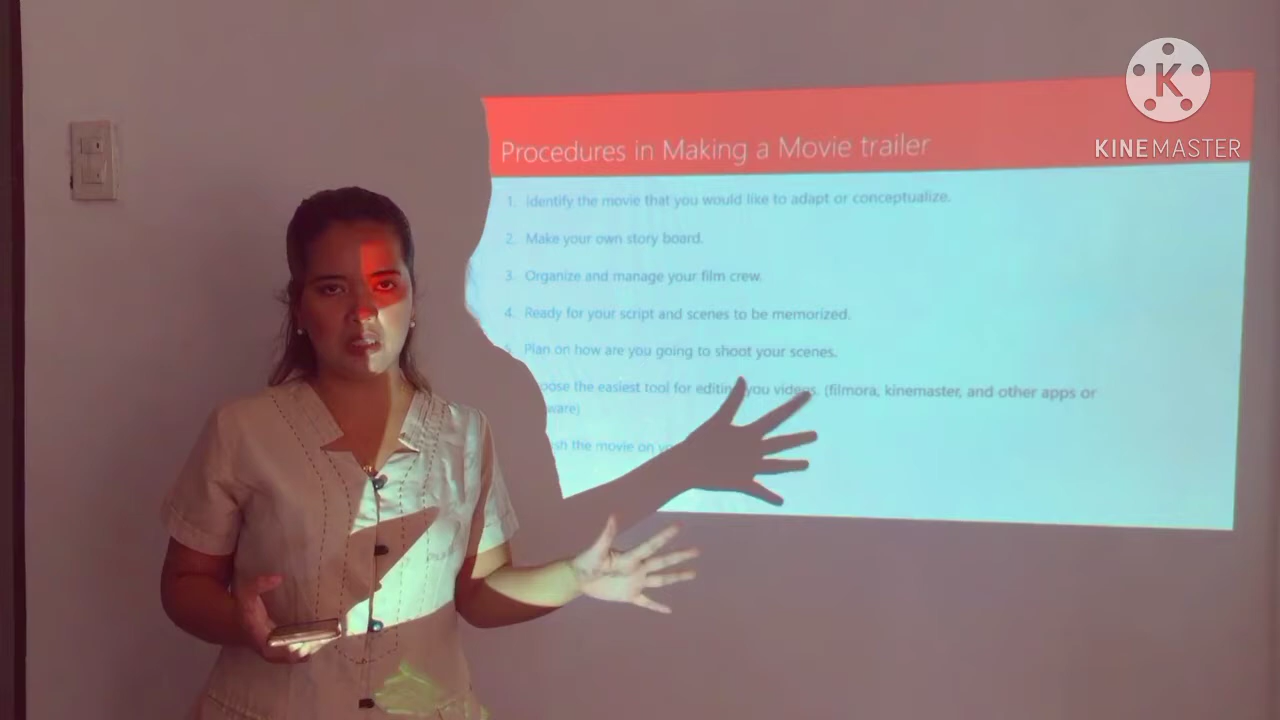 K
KINEMASTER
Procedures in Making a Movie trailer
1. Identify the movie that you would like to adapt or conceptualize.
2. Make your own story board.
3. Organize and manage your film crew.
4. Ready for your script and scenes to be memorized.
5. Plan on how are you going to shoot your scenes.
the easiest tool for editing you videos. (filmora, kinemaster, and other apps or
the movie on